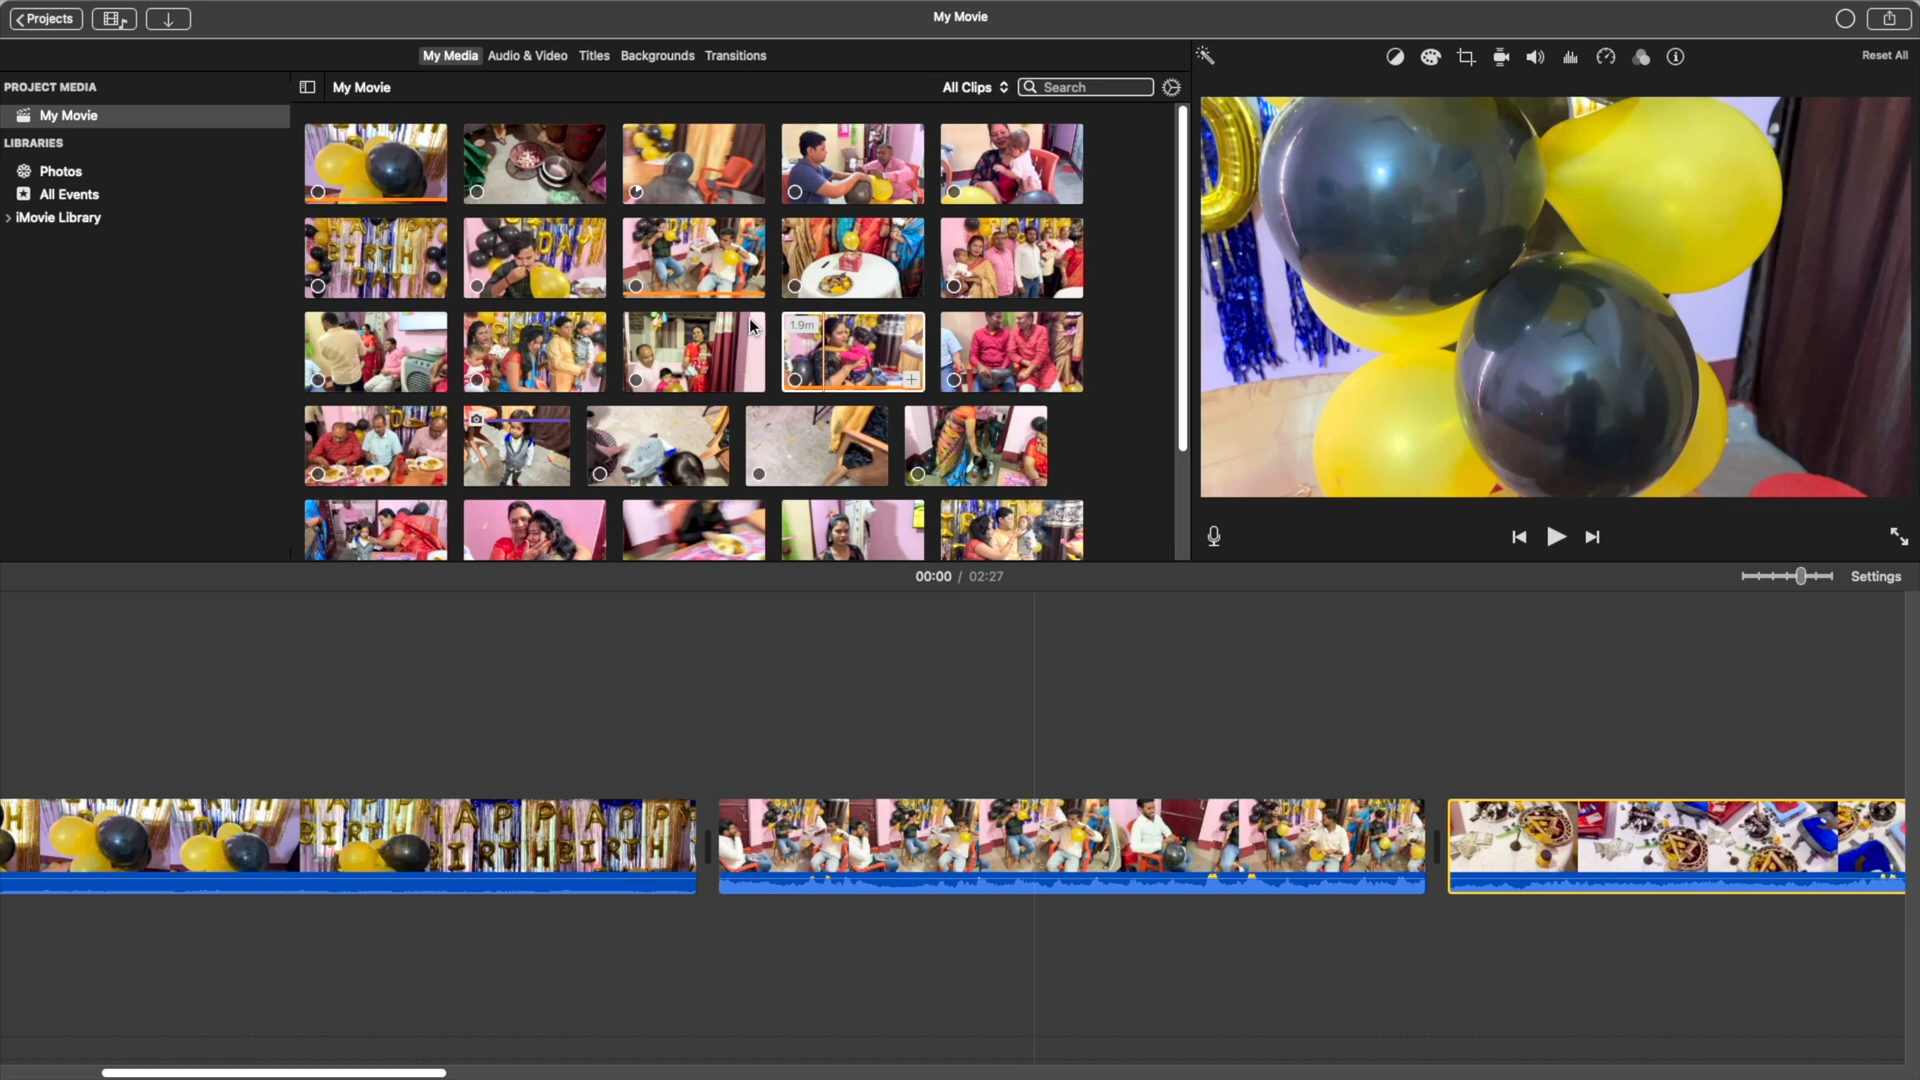 Projects
My Movie
My Media Audio & Video Titles Backgrounds Transitions
Reset All
PROJECT MEDIA
My Movie
LIBRARIES
Photos
All Events
iMovie Library
My Movie
All Clips
Search
1.9m
00:00 / 02:27
Settings